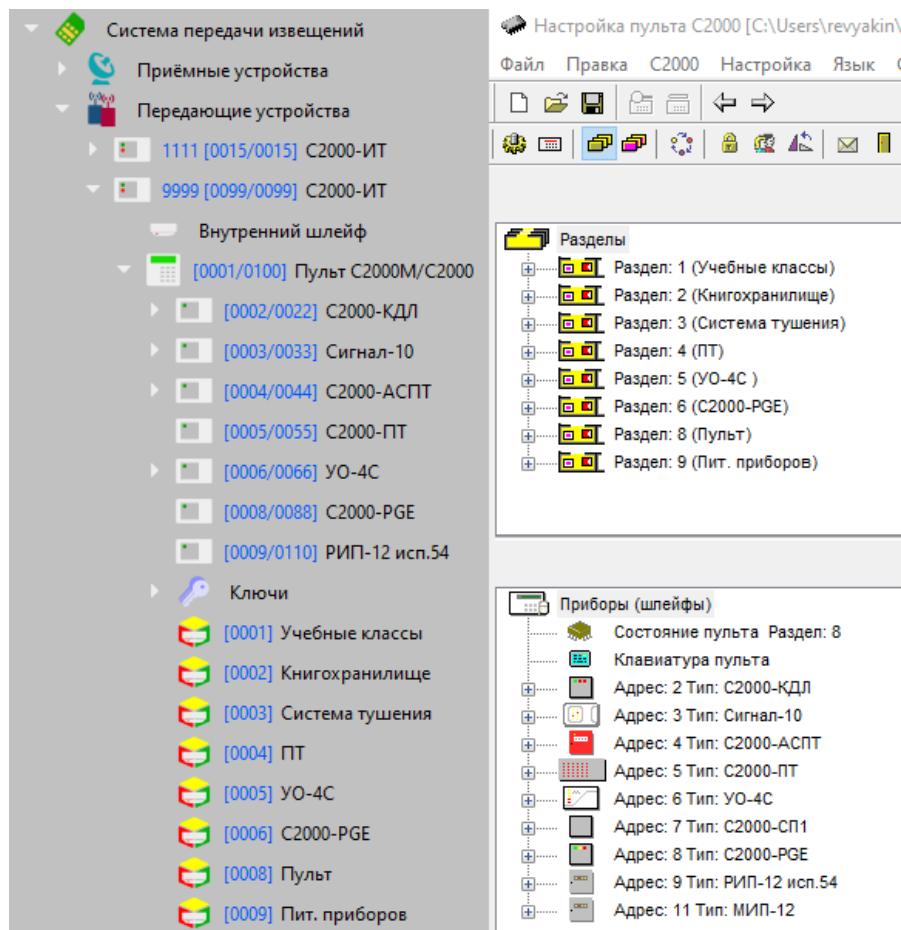 Система передачи извещений
Приёмные устройства
Передающие устройства
1111 [0015/0015] С2000-ИТ
9999 [0099/0099] С2000-ИТ
Внутренний шлейф
[0001/0100] Пульт С2000М/С2000
[0002/0022] С2000-КДЛ
[0003/0033] Сигнал-10
[0004/0044] С2000-АСПТ
[0005/0055] С2000-ПТ
[0006/0066] УО-4С
[0008/0088] С2000-PGE
[0009/0110] РИП-12 исп.54
Ключи
[0001] Учебные классы
[0002] Книгохранилище
[0003] Система тушения
[0004] ПТ
[0005] УО-4С
[0006] С2000-PGE
[0008] Пульт
[0009] Пит. приборов
Настройка пульта С2000 [C:\Users\revyakin\
Файл Правка С2000 Настройка Язык
Разделы
Раздел: 1 (Учебные классы)
Раздел: 2 (Книгохранилище)
Раздел: 3 (Система тушения)
Раздел: 4 (ПТ)
Раздел: 5 (УО-4С )
Раздел: 6 (С2000-PGE)
Раздел: 8 (Пульт)
Раздел: 9 (Пит. приборов)
Приборы (шлейфы)
Состояние пульта Раздел: 8
Клавиатура пульта
Адрес: 2 Тип: С2000-КДЛ
Адрес: 3 Тип: Сигнал-10
Адрес: 4 Тип: С2000-АСПТ
Адрес: 5 Тип: С2000-ПТ
Адрес: 6 Тип: УО-4С
Адрес: 7 Тип: С2000-СП1
Адрес: 8 Тип: С2000-PGE
Адрес: 9 Тип: РИП-12 исп.54
Адрес: 11 Тип: МИП-12